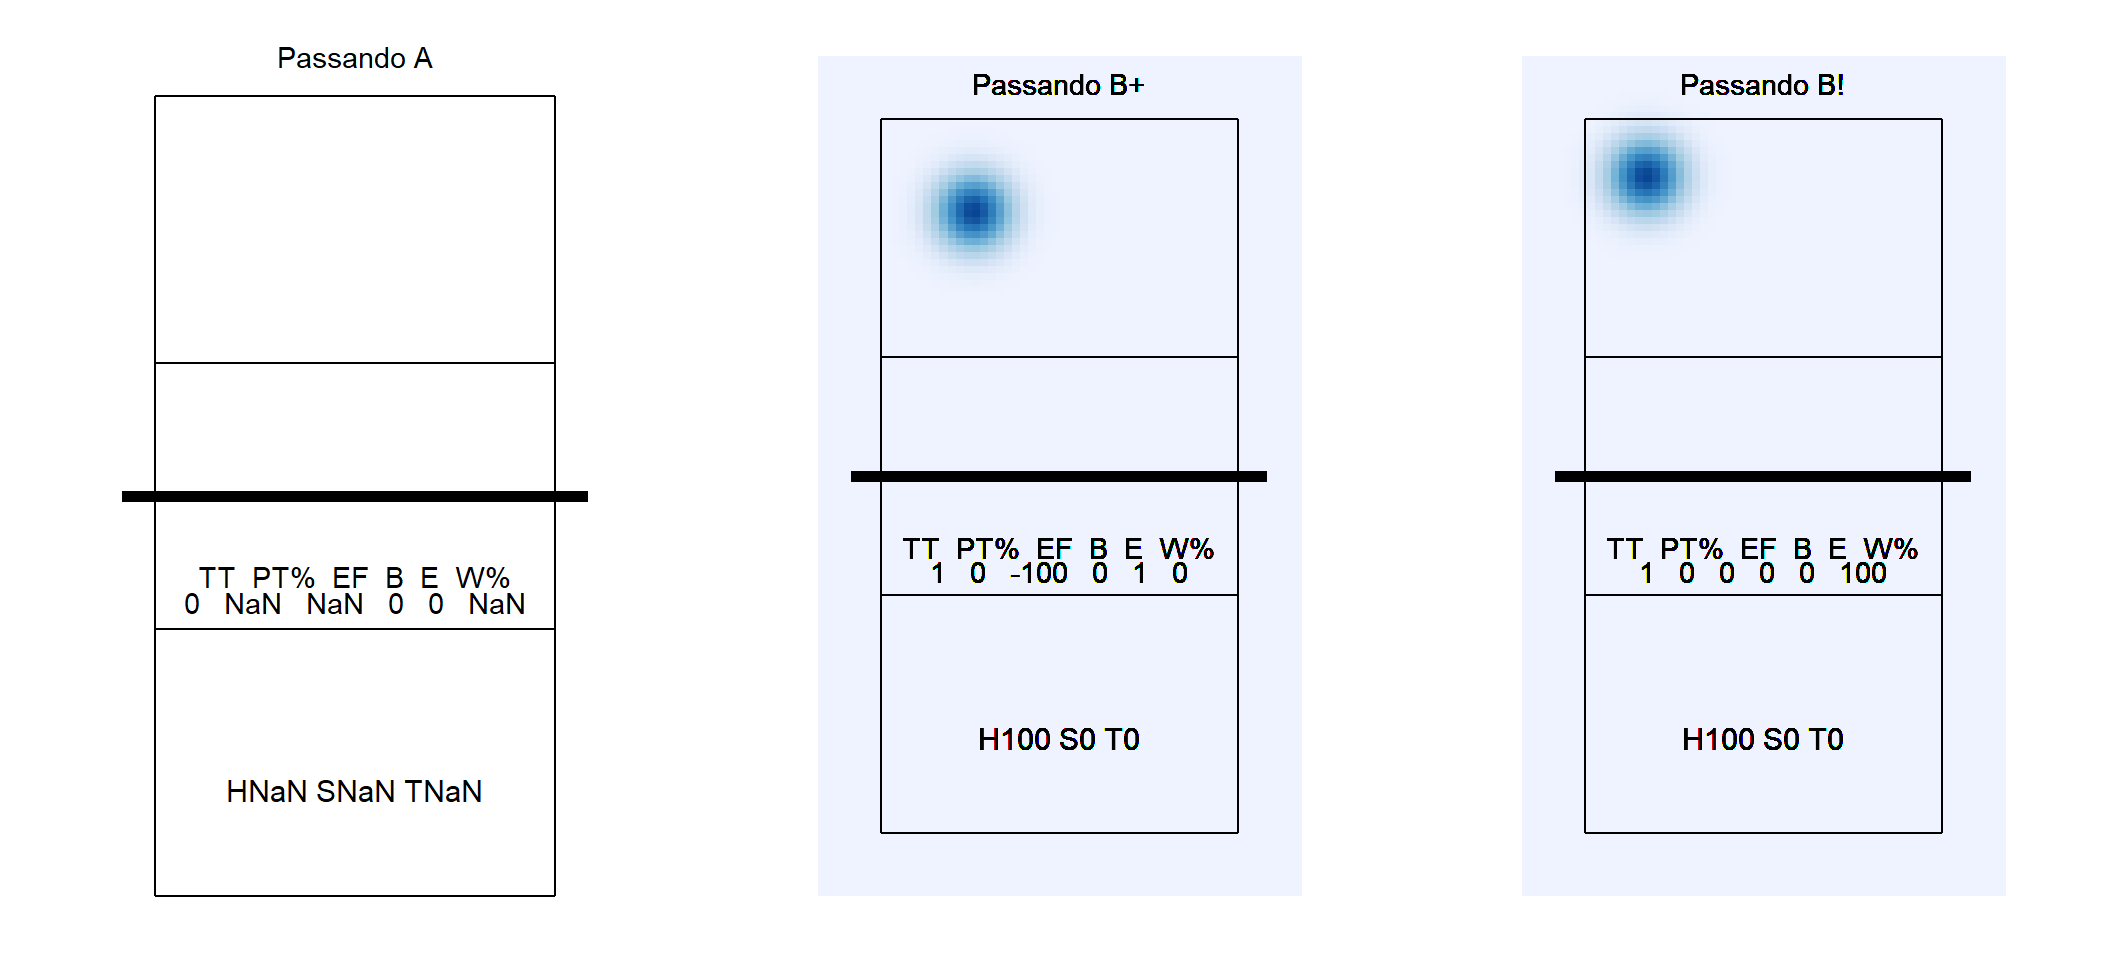 Passando A
TT PT% EF B E W%
0 NaN NaN 0 0 NaN
HNaN SNaN TNaN
Passando B+
TT PT% EF B E W%
1 0 -100 0 1 0
H100 S0 T0
Passando B!
TT PT% EF B E W%
1 0 0 0 0 100
H100 S0 T0